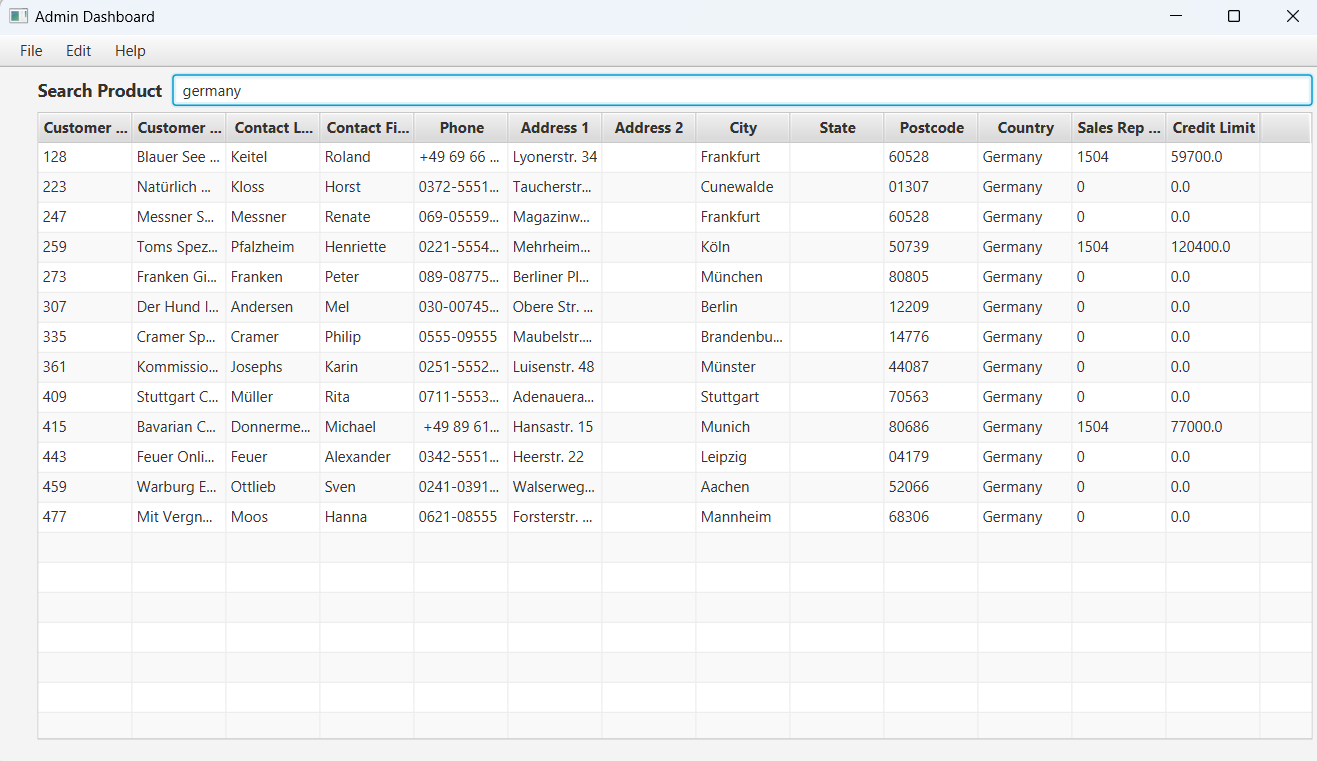 Admin Dashboard
File Edit Help
Search Product germany
Customer ... Customer ... Contact L... Contact Fi... Phone Address 1 Address 2 City State Postcode Country Sales Rep ... Credit Limit
128 Blauer See ... Keitel Roland +49 69 66 ... Lyonerstr. 34 Frankfurt 60528 Germany 1504 59700.0
223 Natürlich ... Kloss Horst 0372-5551... Taucherstr... Cunewalde 01307 Germany 0 0.0
247 Messner S... Messner Renate 069-05559... Magazinw... Frankfurt 60528 Germany 0 0.0
259 Toms Spez... Pfalzheim Henriette 0221-5554... Mehrheim... Köln 50739 Germany 1504 120400.0
273 Franken Gi... Franken Peter 089-08775... Berliner Pl... München 80805 Germany 0 0.0
307 Der Hund I... Andersen Mel 030-00745... Obere Str. ... Berlin 12209 Germany 0 0.0
335 Cramer Sp... Cramer Philip 0555-09555 Maubelstr.... Brandenbu... 14776 Germany 0 0.0
361 Kommissio... Josephs Karin 0251-5552... Luisenstr. 48 Münster 44087 Germany 0 0.0
409 Stuttgart C... Müller Rita 0711-5553... Adenauera... Stuttgart 70563 Germany 0 0.0
415 Bavarian C... Donnerme... Michael +49 89 61... Hansastr. 15 Munich 80686 Germany 1504 77000.0
443 Feuer Onli... Feuer Alexander 0342-5551... Heerstr. 22 Leipzig 04179 Germany 0 0.0
459 Warburg E... Ottlieb Sven 0241-0391... Walserweg... Aachen 52066 Germany 0 0.0
477 Mit Vergn... Moos Hanna 0621-08555 Forsterstr. ... Mannheim 68306 Germany 0 0.0